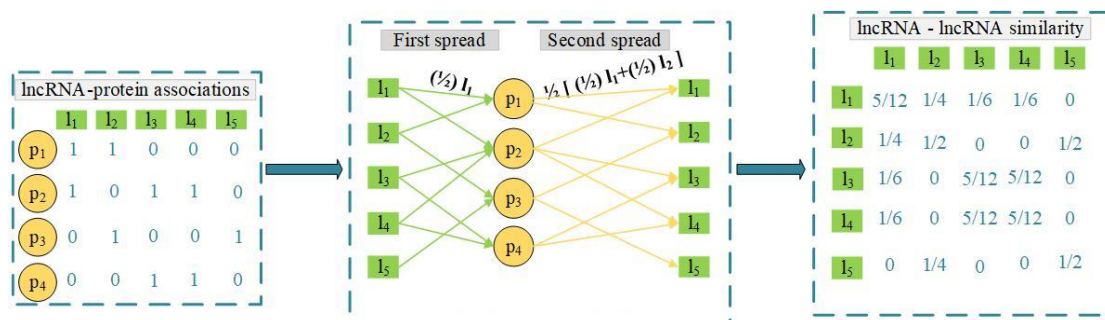 lncRNA-protein associations
l₁ l₂ l₃ l₄ l₅
p₁ 1 1 0 0 0
p₂ 1 0 1 1 0
p₃ 0 1 0 0 1
p₄ 0 0 1 1 0
First spread Second spread
(½) l₁ ½ [ (½) l₁+(½) l₂ ]
l₁ p₁ l₁
l₂ p₂ l₂
l₃ p₃ l₃
l₄ p₄ l₄
l₅ l₅
lncRNA - lncRNA similarity
l₁ l₂ l₃ l₄ l₅
l₁ 5/12 1/4 1/6 1/6 0
l₂ 1/4 1/2 0 0 1/2
l₃ 1/6 0 5/12 5/12 0
l₄ 1/6 0 5/12 5/12 0
l₅ 0 1/4 0 0 1/2